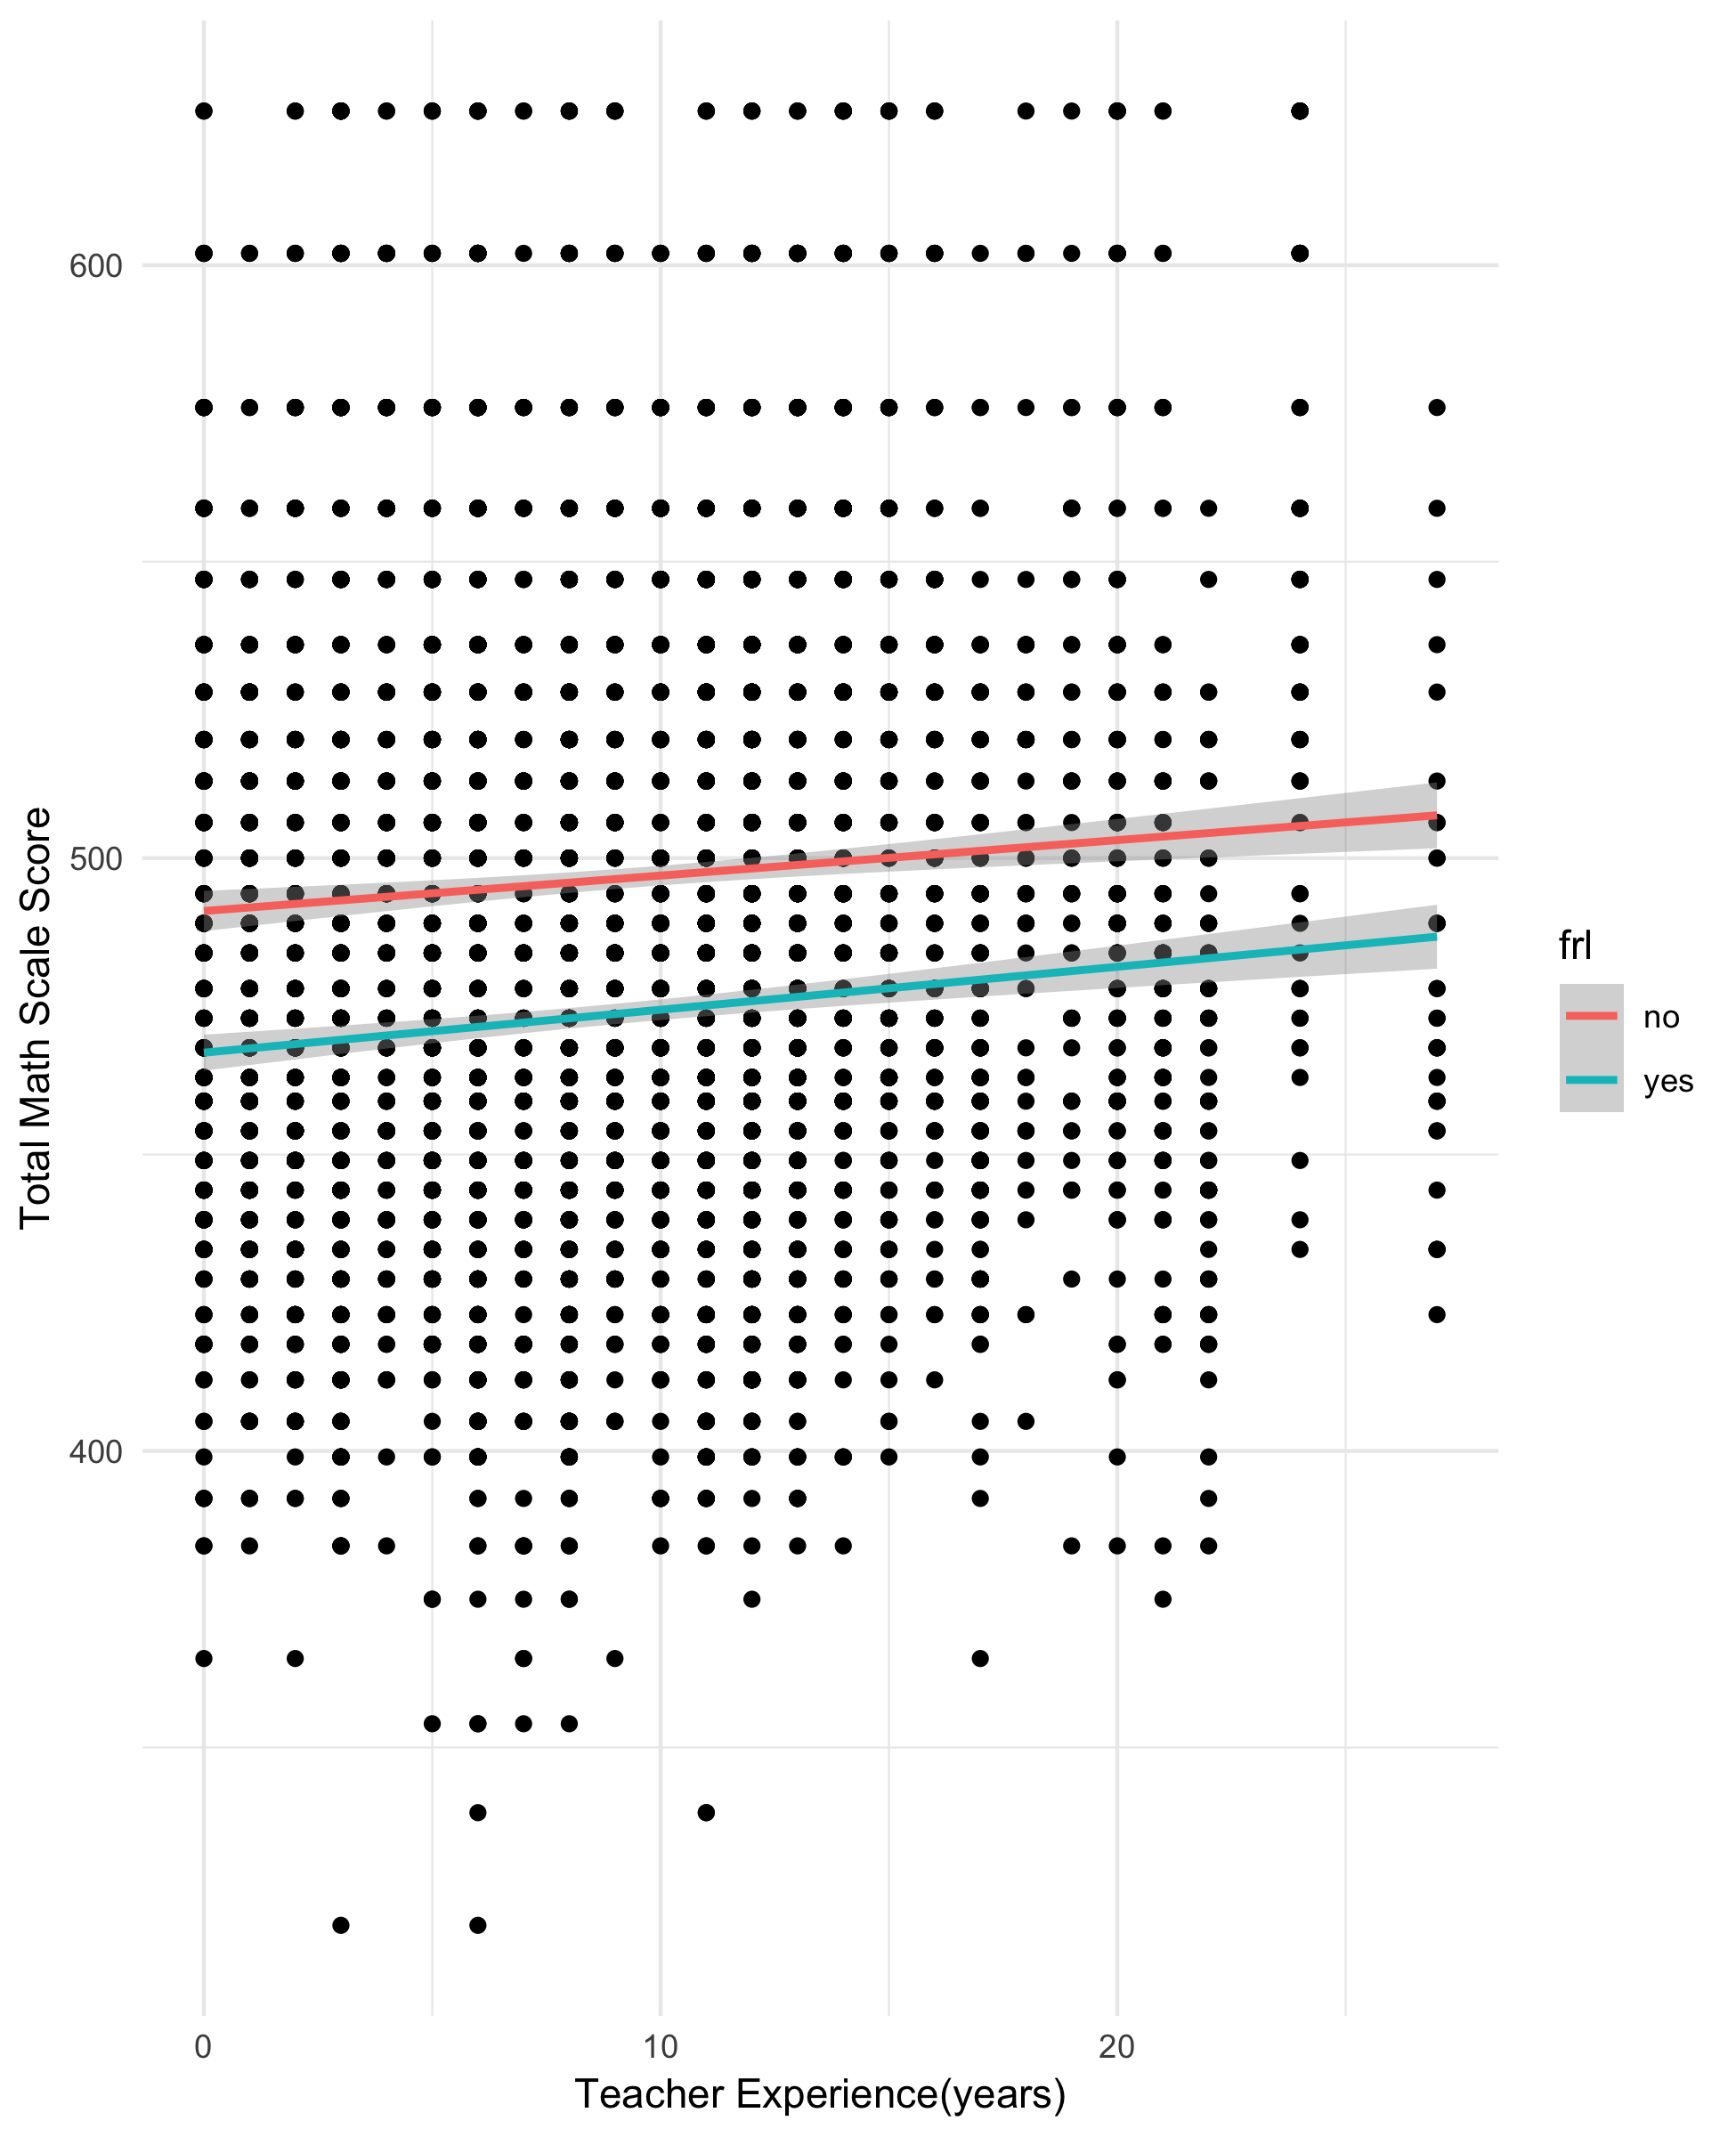 600
500
400
Total Math Scale Score
0
10
20
Teacher Experience(years)
frl
no
yes